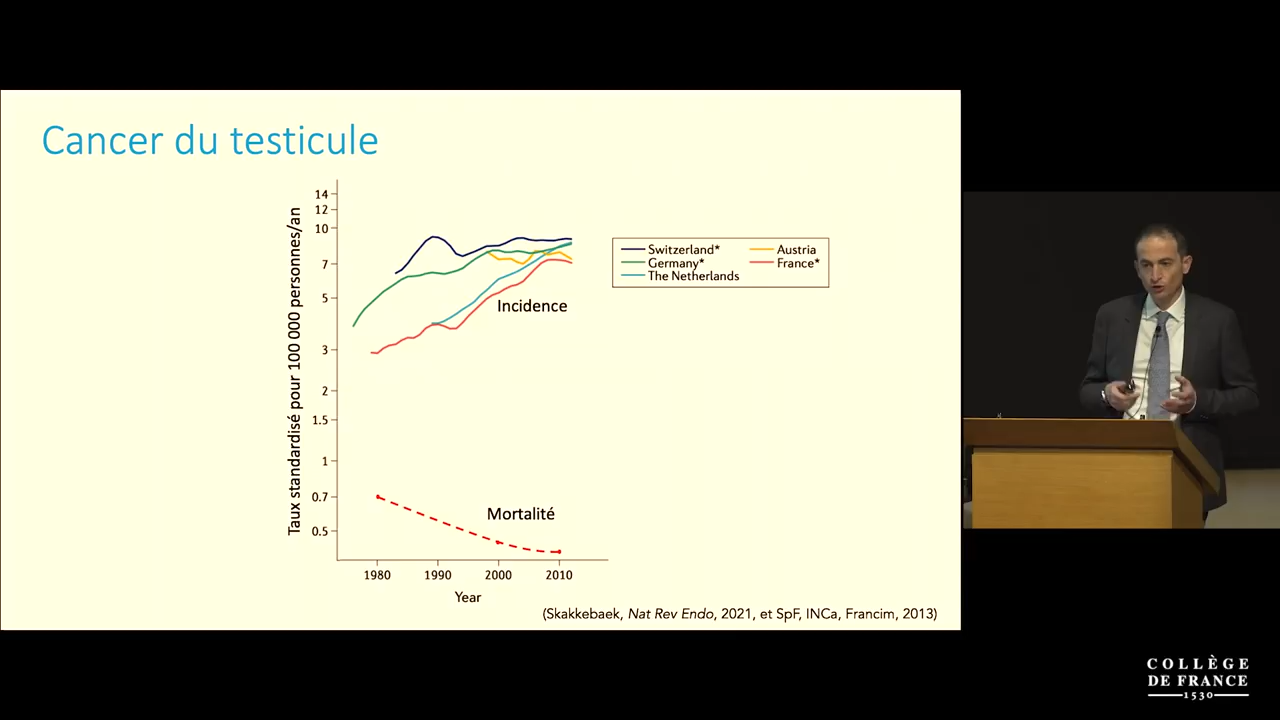 Cancer du testicule
Taux standardisé pour 100 000 personnes/an
14
12
10
7
5
3
2
1.5
1
0.7
0.5
Switzerland*
Germany*
The Netherlands
Austria
France*
Incidence
Mortalité
1980 1990 2000 2010
Year
(Skakkebaek, Nat Rev Endo, 2021, et SpF, INCa, Francim, 2013)
COLLÈGE
DE FRANCE
1530